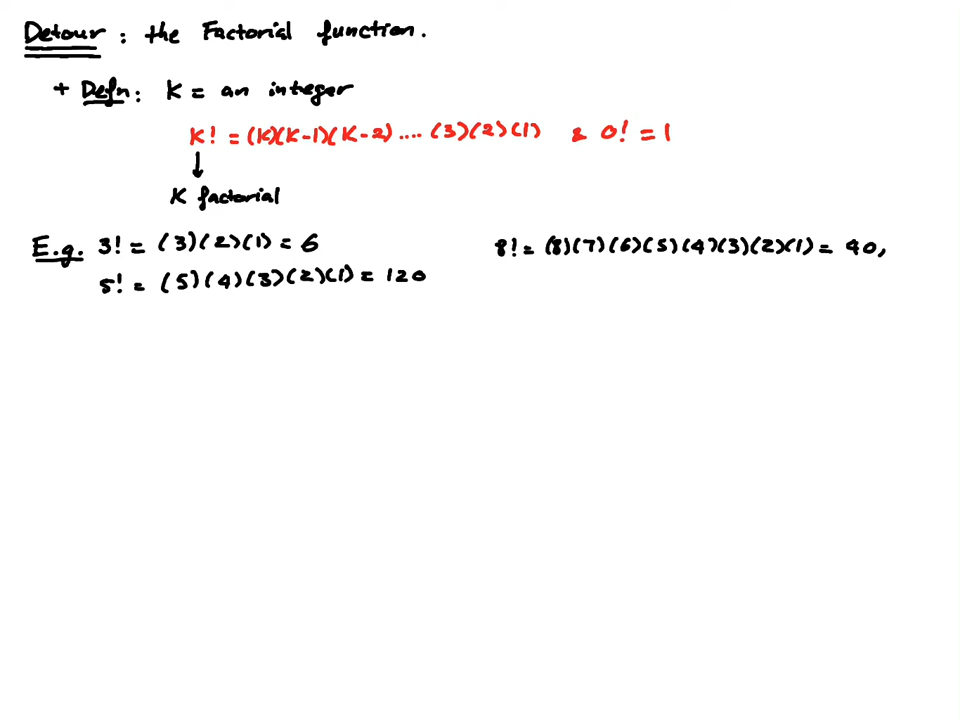 Detour: the Factorial function.
+ Defn: K = an integer
K! = (K)(K-1)(K-2)....(3)(2)(1) & 0! = 1
↓
K factorial
E.g. 3! = (3)(2)(1) = 6
5! = (5)(4)(3)(2)(1) = 120
8! = (8)(7)(6)(5)(4)(3)(2)(1) = 40,